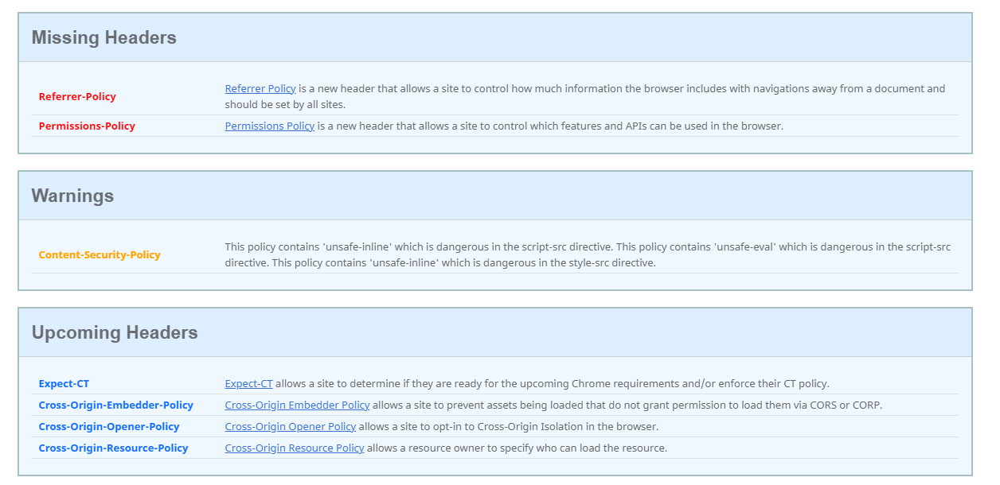 Missing Headers
Referrer-Policy
Referrer Policy is a new header that allows a site to control how much information the browser includes with navigations away from a document and
should be set by all sites.
Permissions-Policy
Permissions Policy is a new header that allows a site to control which features and APIs can be used in the browser.
Warnings
Content-Security-Policy
This policy contains 'unsafe-inline' which is dangerous in the script-src directive. This policy contains 'unsafe-eval' which is dangerous in the script-src
directive. This policy contains 'unsafe-inline' which is dangerous in the style-src directive.
Upcoming Headers
Expect-CT
Expect-CT allows a site to determine if they are ready for the upcoming Chrome requirements and/or enforce their CT policy.
Cross-Origin-Embedder-Policy
Cross-Origin Embedder Policy allows a site to prevent assets being loaded that do not grant permission to load them via CORS or CORP.
Cross-Origin-Opener-Policy
Cross-Origin Opener Policy allows a site to opt-in to Cross-Origin Isolation in the browser.
Cross-Origin-Resource-Policy
Cross-Origin Resource Policy allows a resource owner to specify who can load the resource.